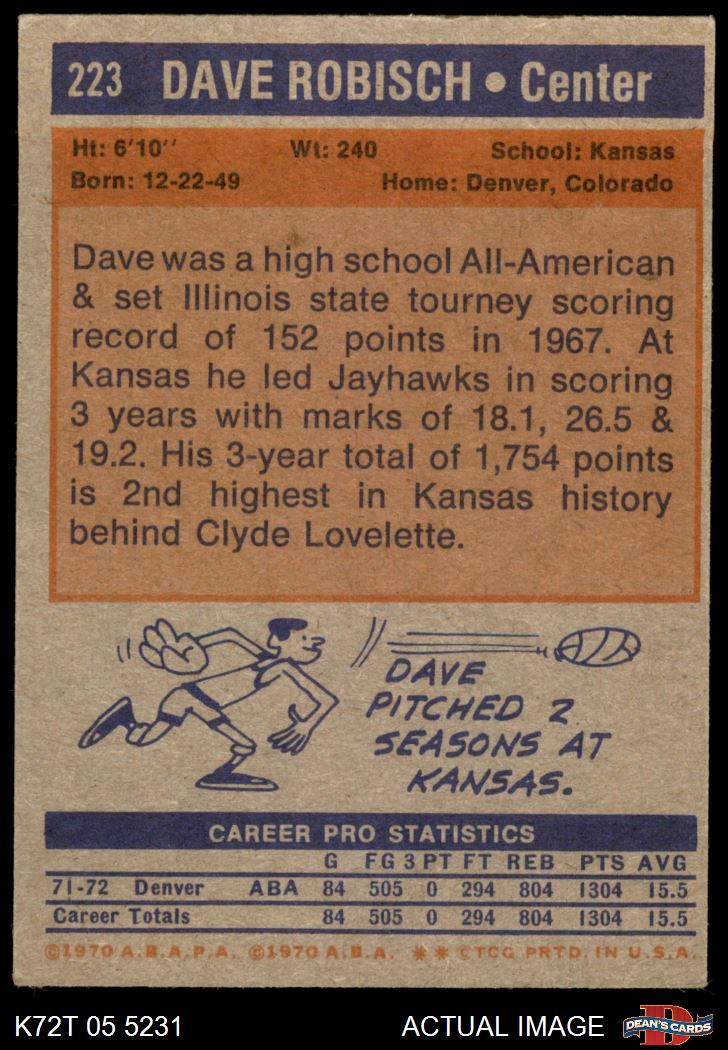 223 DAVE ROBISCH • Center
Ht: 6'10'' Wt: 240 School: Kansas
Born: 12-22-49 Home: Denver, Colorado
Dave was a high school All-American
& set Illinois state tourney scoring
record of 152 points in 1967. At
Kansas he led Jayhawks in scoring
3 years with marks of 18.1, 26.5 &
19.2. His 3-year total of 1,754 points
is 2nd highest in Kansas history
behind Clyde Lovelette.
DAVE
PITCHED 2
SEASONS AT
KANSAS.
CAREER PRO STATISTICS
G FG 3 PT FT REB PTS AVG
71-72 Denver ABA 84 505 0 294 804 1304 15.5
Career Totals 84 505 0 294 804 1304 15.5
©1970 A.B.A.P.A. ©1970 A.B.A. ** ©TCG PRTD. IN U.S.A.
K72T 05 5231 ACTUAL IMAGE D DEAN'S CARDS